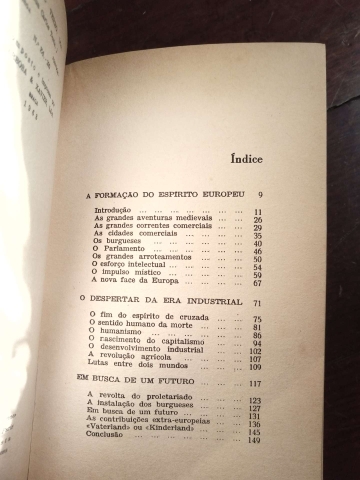 1961
Índice
A FORMAÇÃO DO ESPÍRITO EUROPEU ... 9
Introdução ... ... ... ... ... ... ... ... 11
As grandes aventuras medievais ... ... 26
As grandes correntes comerciais ... ... 29
As cidades comerciais ... ... ... ... 35
Os burgueses ... ... ... ... ... ... 40
O Parlamento ... ... ... ... ... ... 46
Os grandes arroteamentos ... ... ... 50
O esforço intelectual ... ... ... ... 54
O impulso místico ... ... ... ... ... 59
A nova face da Europa ... ... ... ... 67
O DESPERTAR DA ERA INDUSTRIAL 71
O fim do espírito de cruzada ... ... ... 75
O sentido humano da morte ... ... ... 81
O humanismo ... ... ... ... ... ... 86
O nascimento do capitalismo ... ... ... 94
O desenvolvimento industrial ... ... ... 102
A revolução agrícola ... ... ... ... 107
Lutas entre dois mundos ... ... ... 109
EM BUSCA DE UM FUTURO ... ... ... 117
A revolta do proletariado ... ... ... 123
A instalação dos burgueses ... ... ... 127
Em busca de um futuro ... ... ... ... 131
As contribuições extra-europeias ... ... 136
«Vaterland» ou «Kinderland» ... ... ... 145
Conclusão ... ... ... ... ... ... ... 149